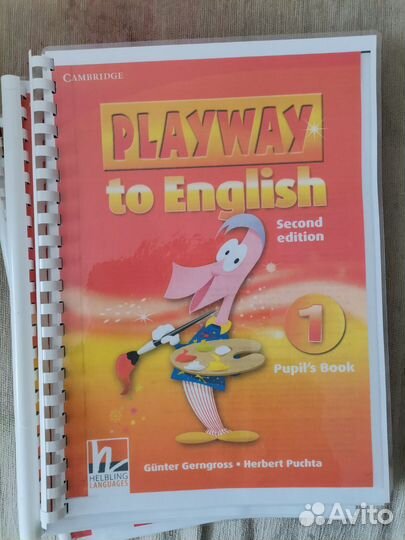 CAMBRIDGE
PLAYWAY
to English
Second
edition
1
Pupil's Book
Günter Gerngross • Herbert Puchta
HELBLING
LANGUAGES
Avito